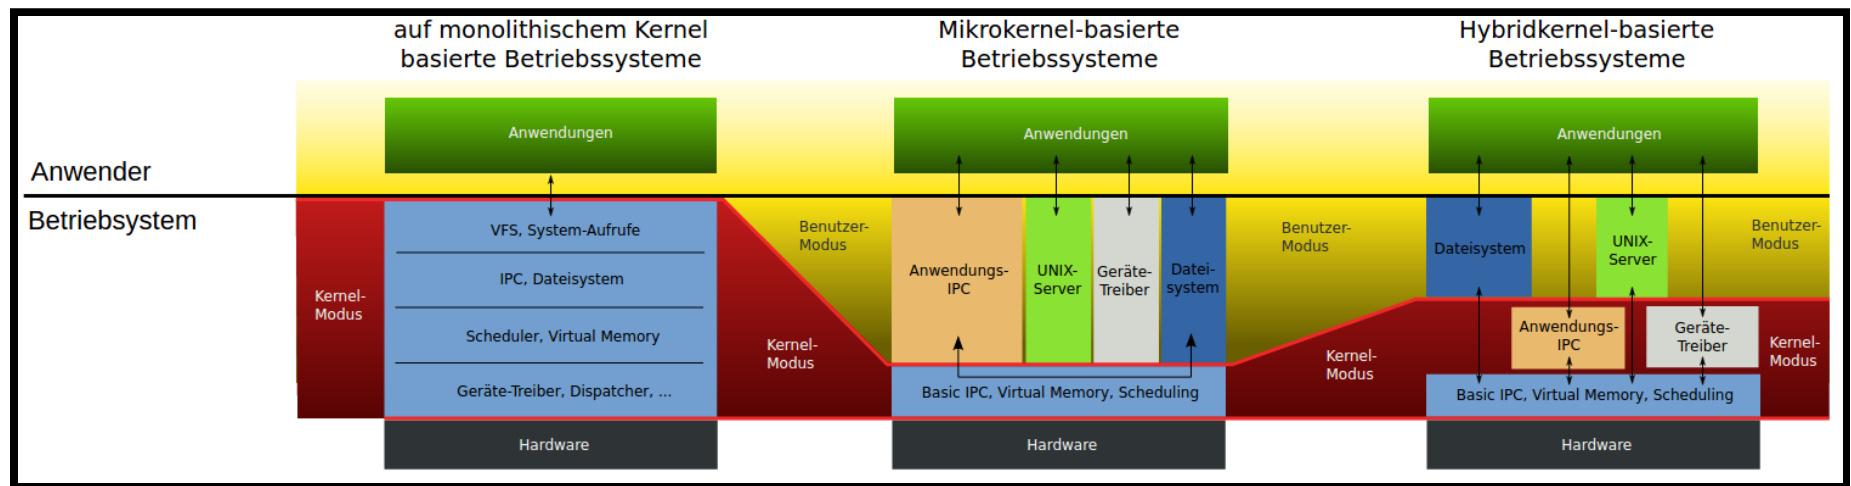 auf monolithischem Kernel
basierte Betriebssysteme
Mikrokernel-basierte
Betriebssysteme
Hybridkernel-basierte
Betriebssysteme
Anwender
Betriebsystem
Anwendungen
VFS, System-Aufrufe
IPC, Dateisystem
Scheduler, Virtual Memory
Geräte-Treiber, Dispatcher, ...
Hardware
Kernel-
Modus
Kernel-
Modus
Benutzer-
Modus
Anwendungen
Anwendungs-
IPC
UNIX-
Server
Geräte-
Treiber
Datei-
system
Basic IPC, Virtual Memory, Scheduling
Hardware
Benutzer-
Modus
Kernel-
Modus
Anwendungen
Dateisystem
UNIX-
Server
Benutzer-
Modus
Anwendungs-
IPC
Geräte-
Treiber
Kernel-
Modus
Basic IPC, Virtual Memory, Scheduling
Hardware